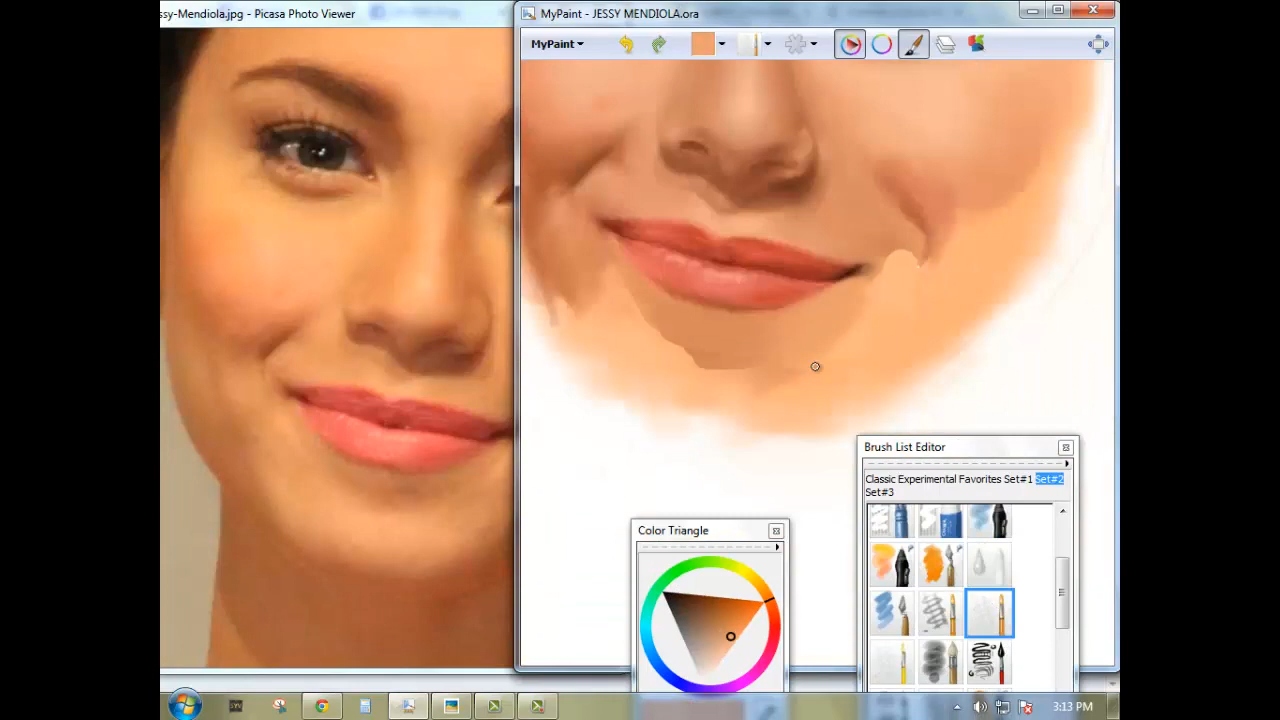 ssy-Mendiola.jpg - Picasa Photo Viewer
MyPaint - JESSY MENDIOLA.ora
MyPaint
Brush List Editor
Classic Experimental Favorites Set#1 Set#2
Set#3
Color Triangle
SYV
3:13 PM